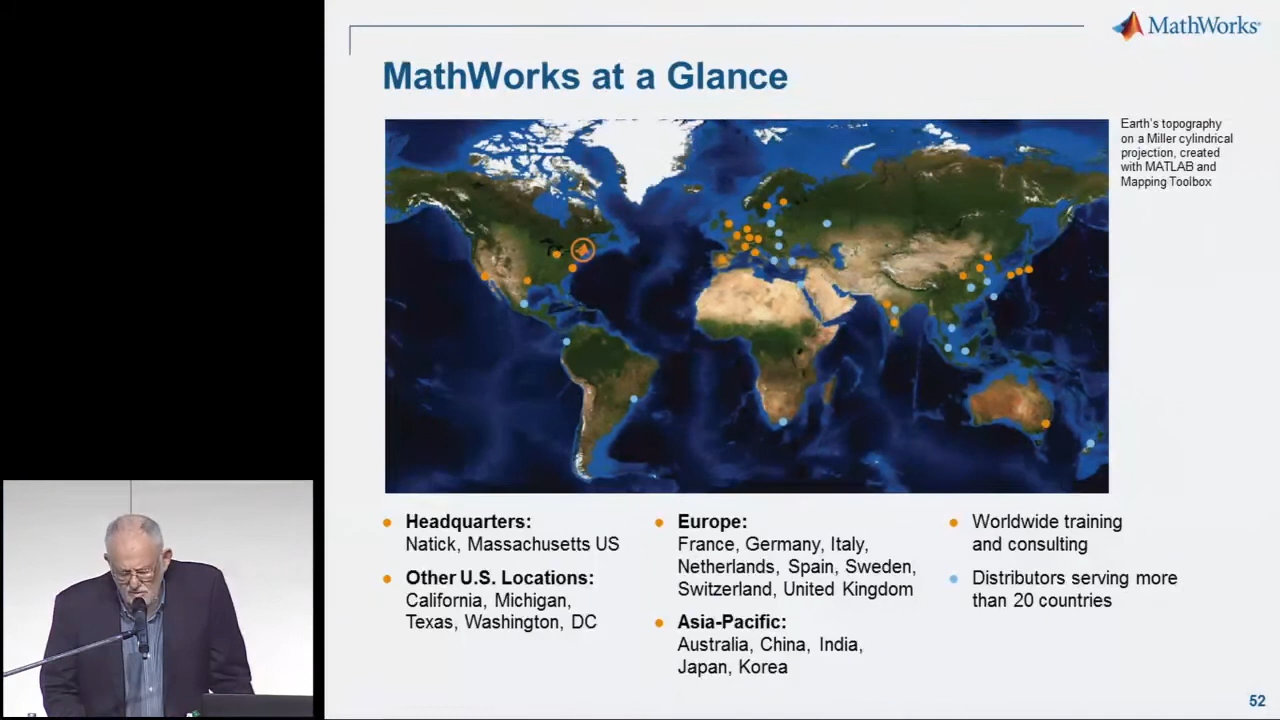 MathWorks
MathWorks at a Glance
Earth's topography
on a Miller cylindrical
projection, created
with MATLAB and
Mapping Toolbox
Headquarters:
Natick, Massachusetts US
Other U.S. Locations:
California, Michigan,
Texas, Washington, DC
Europe:
France, Germany, Italy,
Netherlands, Spain, Sweden,
Switzerland, United Kingdom
Asia-Pacific:
Australia, China, India,
Japan, Korea
Worldwide training
and consulting
Distributors serving more
than 20 countries
52